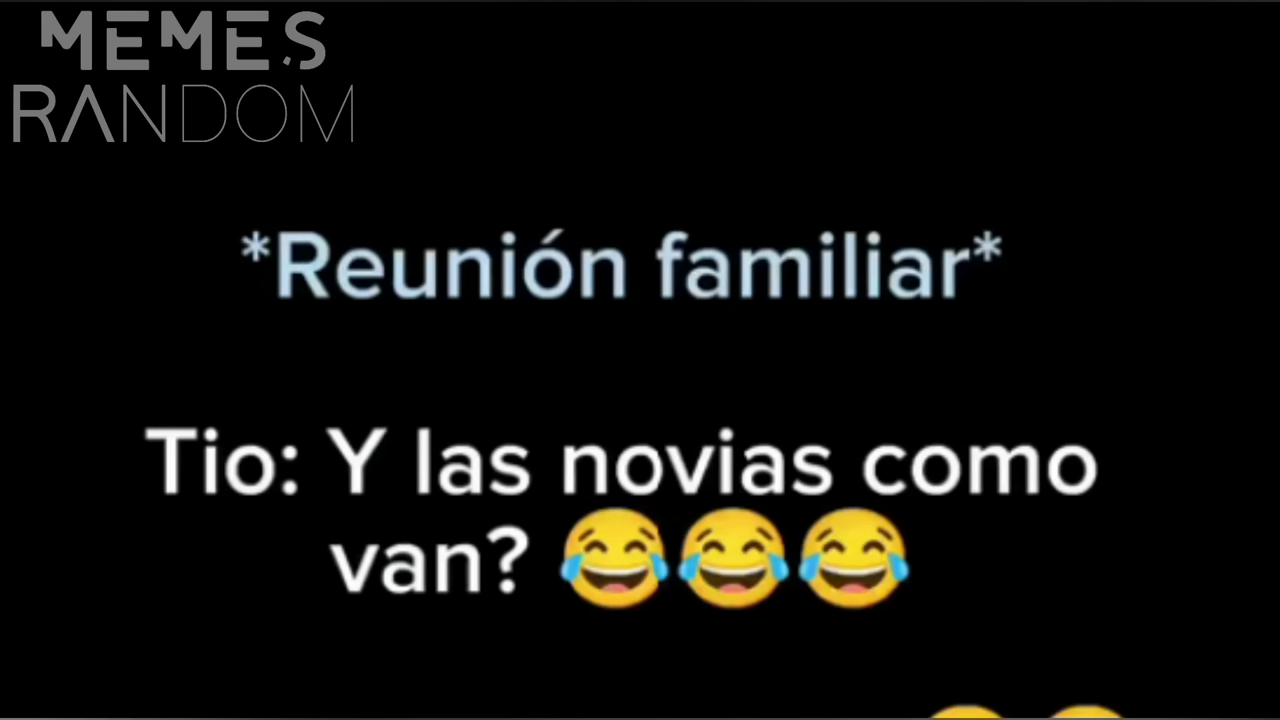 MEMES
RANDOM
*Reunión familiar*
Tio: Y las novias como
van? 😂😂😂